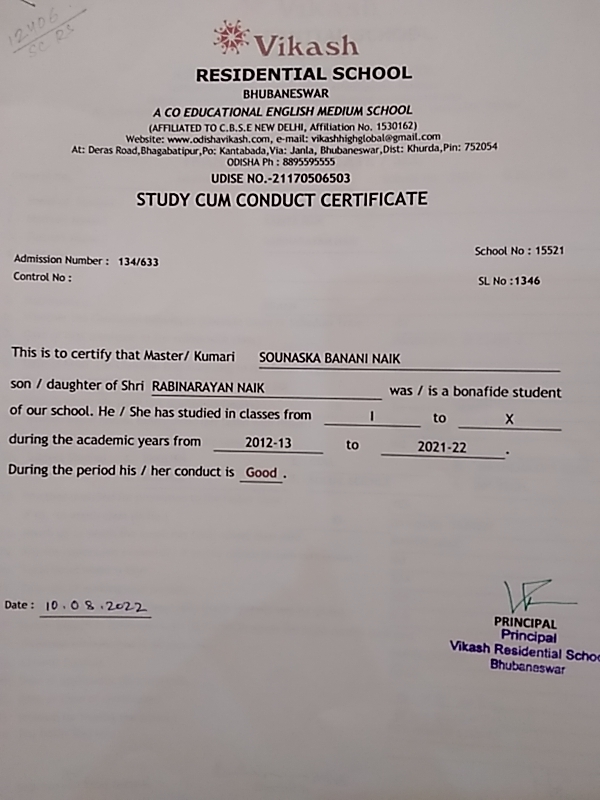 12406
SC RS
Vikash
RESIDENTIAL SCHOOL
BHUBANESWAR
A CO EDUCATIONAL ENGLISH MEDIUM SCHOOL
(AFFILIATED TO C.B.S.E NEW DELHI, Affiliation No. 1530162)
Website: www.odishavikash.com, e-mail: vikashhighglobal@gmail.com
At: Deras Road,Bhagabatipur,Po: Kantabada,Via: Janla, Bhubaneswar,Dist: Khurda,Pin: 752054
ODISHA Ph : 8895595555
UDISE NO.-21170506503
STUDY CUM CONDUCT CERTIFICATE
Admission Number : 134/633
School No : 15521
Control No :
SL No :1346
This is to certify that Master/ Kumari SOUNASKA BANANI NAIK
son / daughter of Shri RABINARAYAN NAIK was / is a bonafide student
of our school. He / She has studied in classes from I to X
during the academic years from 2012-13 to 2021-22 .
During the period his / her conduct is Good .
Date : 10.08.2022
PRINCIPAL
Principal
Vikash Residential Schoo
Bhubaneswar